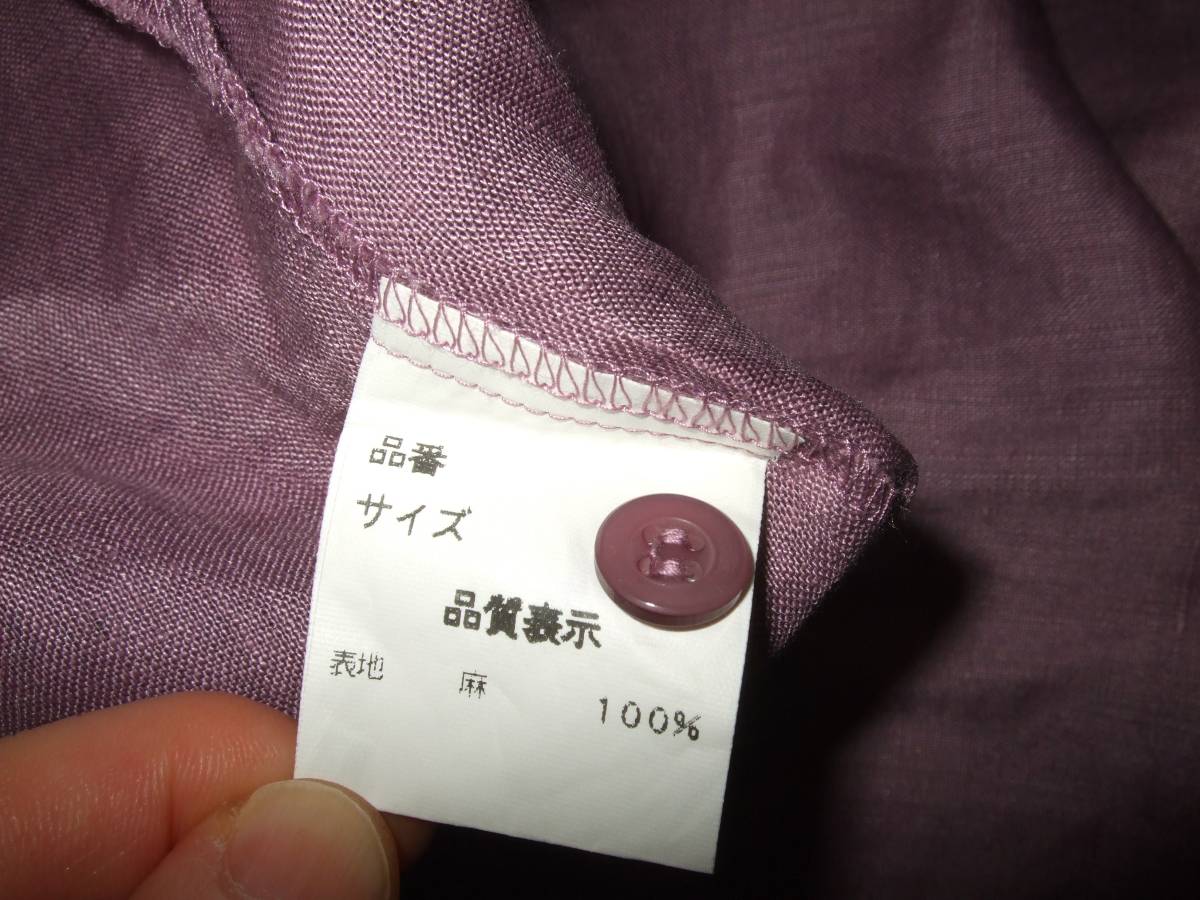 品番
サイズ
品質表示
表地 麻 100%